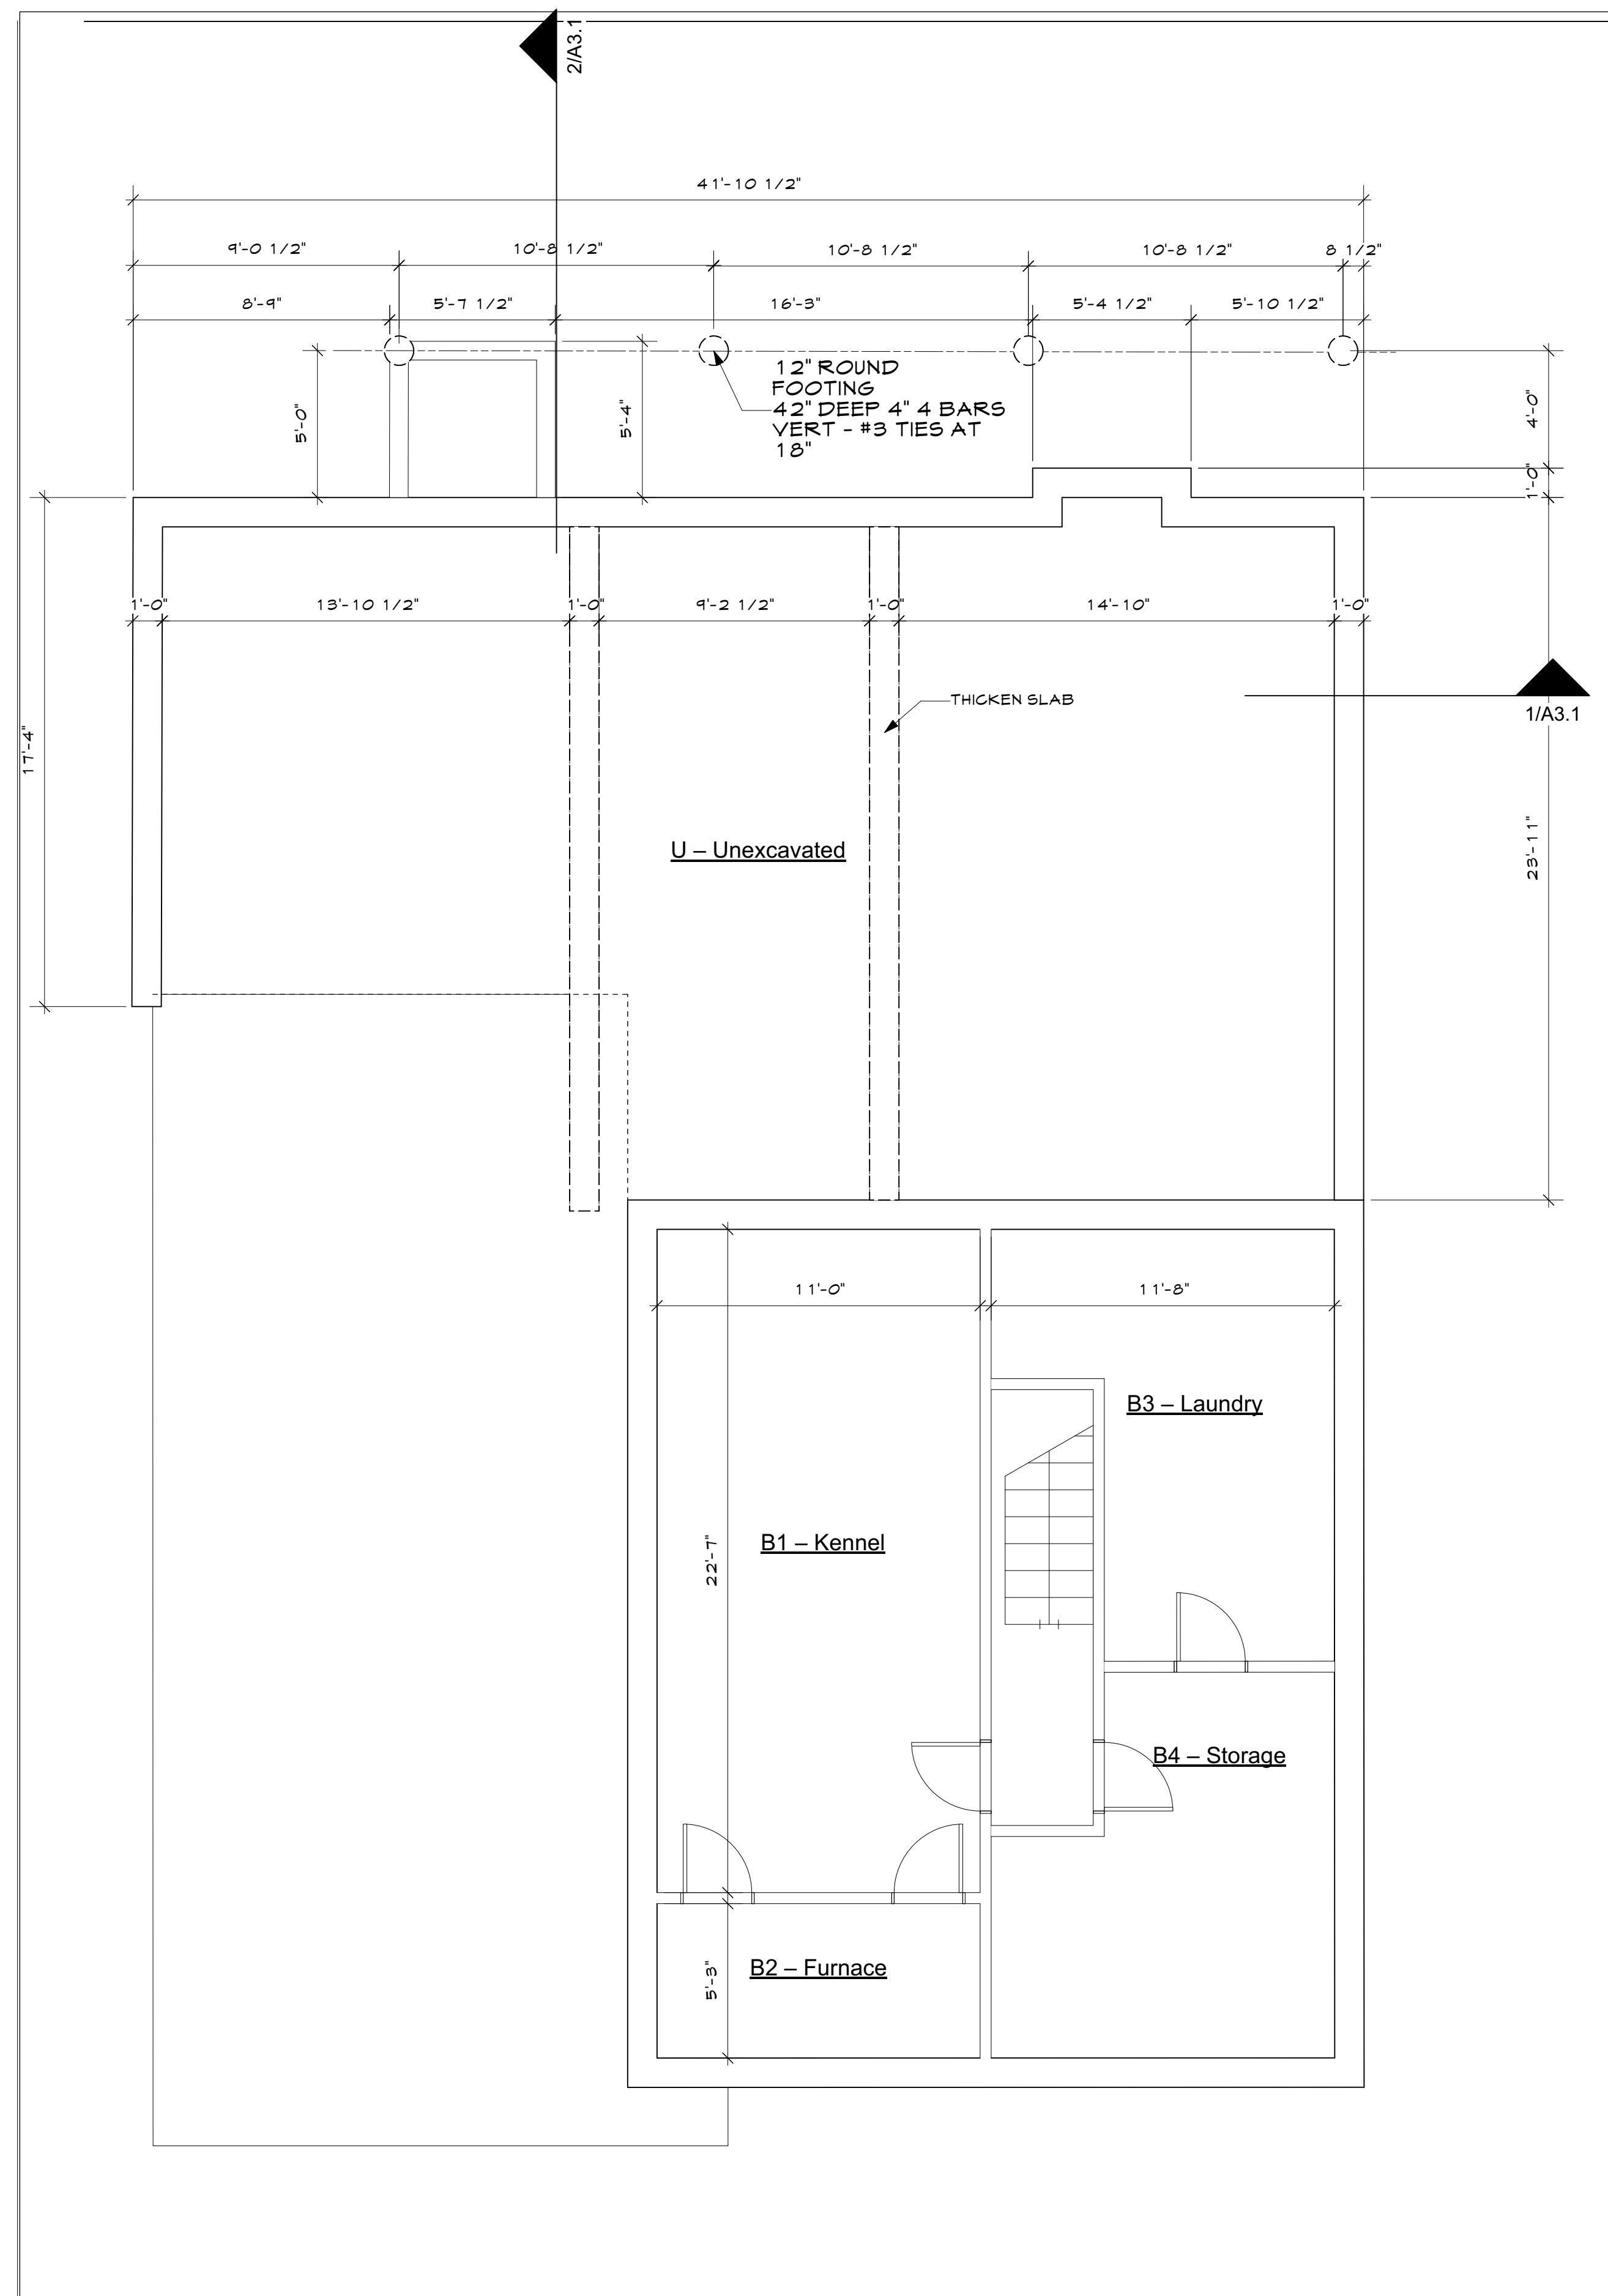 2/A3.1
41'-10 1/2"
9'-0 1/2"
10'-8 1/2"
10'-8 1/2"
10'-8 1/2"
8 1/2"
8'-9"
5'-7 1/2"
16'-3"
5'-4 1/2"
5'-10 1/2"
12" ROUND
FOOTING
42" DEEP 4" 4 BARS
VERT - #3 TIES AT
18"
5'-0"
5'-4"
4'-0"
1'-0"
1'-0"
13'-10 1/2"
1'-0"
9'-2 1/2"
1'-0"
14'-10"
1'-0"
THICKEN SLAB
1/A3.1
17'-4"
U – Unexcavated
23'-11"
11'-0"
11'-8"
B3 – Laundry
B1 – Kennel
22'-7"
B4 – Storage
B2 – Furnace
5'-3"